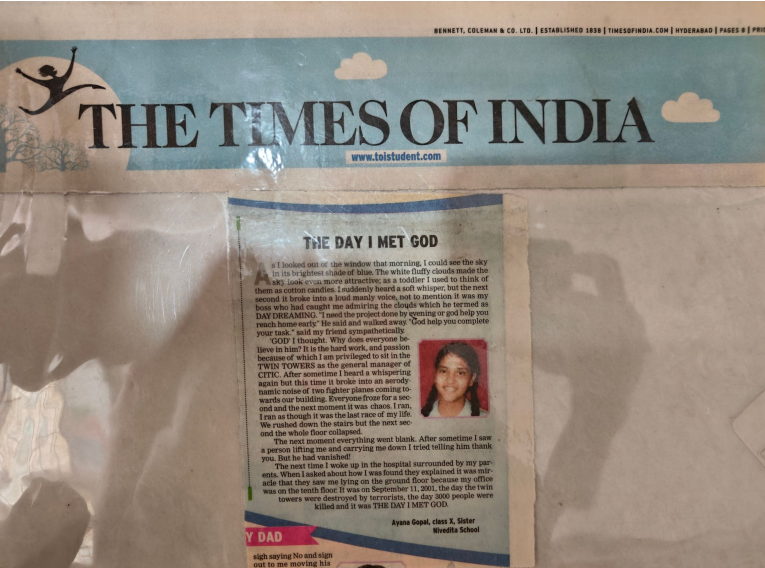 BENNETT, COLEMAN & CO. LTD. | ESTABLISHED 1838 | TIMESOFINDIA.COM | HYDERABAD | PAGES 8 |
THE TIMES OF INDIA
www.toistudent.com
THE DAY I MET GOD
As I looked out of the window that morning, I could see the sky
in its brightest shade of blue. The white fluffy clouds made the
sky look even more attractive; as a toddler I used to think of
them as cotton candies. I suddenly heard a soft whisper, but the next
second it broke into a loud manly voice, not to mention it was my
boss who had caught me admiring the clouds which he termed as
DAY DREAMING. "I need the project done by evening or god help you
reach home early." He said and walked away. "God help you complete
your task." said my friend sympathetically.
'GOD' I thought. Why does everyone be-
lieve in him? It is the hard work, and passion
because of which I am privileged to sit in the
TWIN TOWERS as the general manager of
CITIC. After sometime I heard a whispering
again but this time it broke into an aerody-
namic noise of two fighter planes coming to-
wards our building. Everyone froze for a sec-
ond and the next moment it was chaos. I ran,
I ran as though it was the last race of my life.
We rushed down the stairs but the next sec-
ond the whole floor collapsed.
The next moment everything went blank. After sometime I saw
a person lifting me and carrying me down I tried telling him thank
you. But he had vanished!
The next time I woke up in the hospital surrounded by my par-
ents. When I asked about how I was found they explained it was mir-
acle that they saw me lying on the ground floor because my office
was on the tenth floor. It was on September 11, 2001, the day the twin
towers were destroyed by terrorists, the day 3000 people were
killed and it was THE DAY I MET GOD.
Ayana Gopal, class X, Sister
Nivedita School
Y DAD
sigh saying No and sign
out to me moving his